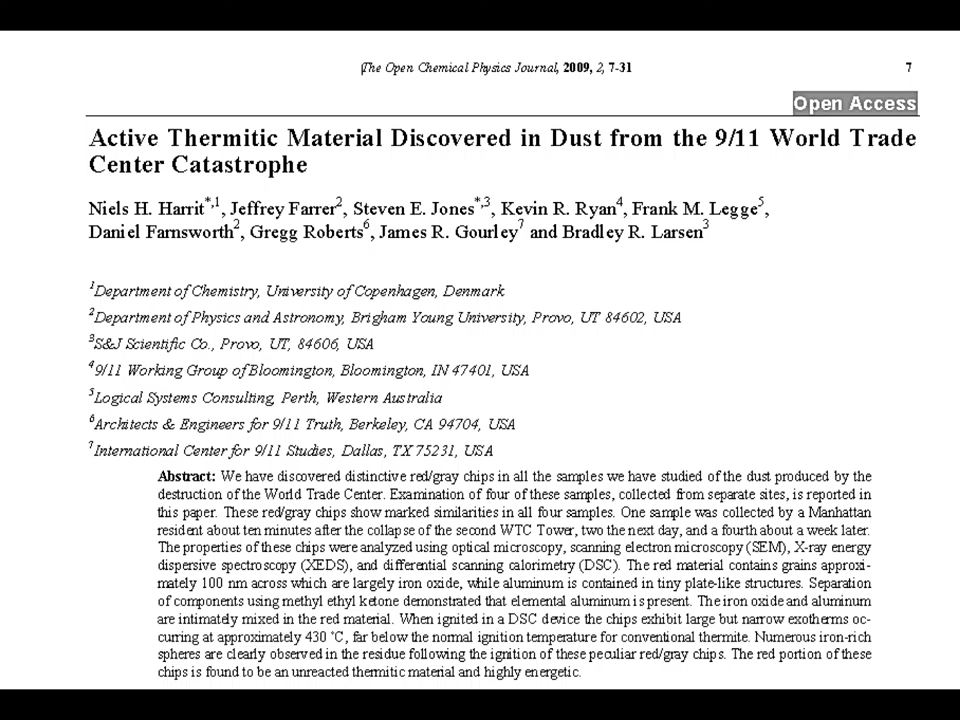 (The Open Chemical Physics Journal, 2009, 2, 7-31 7
Open Access
Active Thermitic Material Discovered in Dust from the 9/11 World Trade
Center Catastrophe
Niels H. Harrit*,1, Jeffrey Farrer2, Steven E. Jones*,3, Kevin R. Ryan4, Frank M. Legge5,
Daniel Farnsworth2, Gregg Roberts6, James R. Gourley7 and Bradley R. Larsen3
1Department of Chemistry, University of Copenhagen, Denmark
2Department of Physics and Astronomy, Brigham Young University, Provo, UT 84602, USA
3S&J Scientific Co., Provo, UT, 84606, USA
49/11 Working Group of Bloomington, Bloomington, IN 47401, USA
5Logical Systems Consulting, Perth, Western Australia
6Architects & Engineers for 9/11 Truth, Berkeley, CA 94704, USA
7International Center for 9/11 Studies, Dallas, TX 75231, USA
Abstract: We have discovered distinctive red/gray chips in all the samples we have studied of the dust produced by the
destruction of the World Trade Center. Examination of four of these samples, collected from separate sites, is reported in
this paper. These red/gray chips show marked similarities in all four samples. One sample was collected by a Manhattan
resident about ten minutes after the collapse of the second WTC Tower, two the next day, and a fourth about a week later.
The properties of these chips were analyzed using optical microscopy, scanning electron microscopy (SEM), X-ray energy
dispersive spectroscopy (XEDS), and differential scanning calorimetry (DSC). The red material contains grains approxi-
mately 100 nm across which are largely iron oxide, while aluminum is contained in tiny plate-like structures. Separation
of components using methyl ethyl ketone demonstrated that elemental aluminum is present. The iron oxide and aluminum
are intimately mixed in the red material. When ignited in a DSC device the chips exhibit large but narrow exotherms oc-
curring at approximately 430 ˚C, far below the normal ignition temperature for conventional thermite. Numerous iron-rich
spheres are clearly observed in the residue following the ignition of these peculiar red/gray chips. The red portion of these
chips is found to be an unreacted thermitic material and highly energetic.